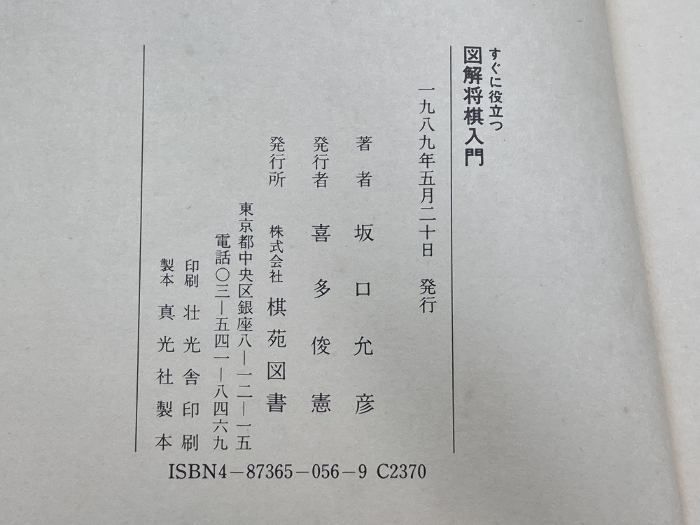 すぐに役立つ
図解将棋入門
一九八九年五月二十日 発行
著者 坂口允彦
発行者 喜多俊憲
発行所 株式会社 棋苑図書
東京都中央区銀座八―一二―一五
電話〇三―五四一―八四六九
印刷 壮光舎印刷
製本 真光社製本
ISBN4-87365-056-9 C2370